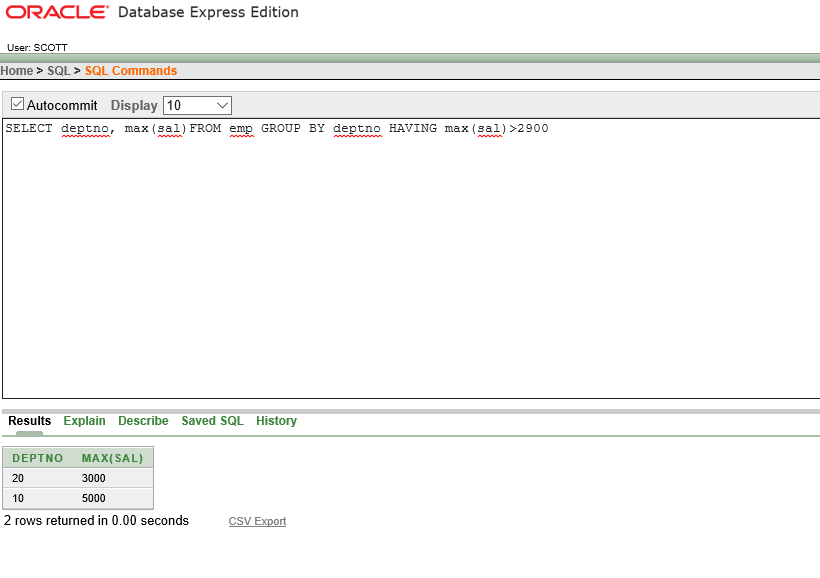 ORACLE® Database Express Edition
User: SCOTT
Home > SQL > SQL Commands
Autocommit Display 10
SELECT deptno, max(sal)FROM emp GROUP BY deptno HAVING max(sal)>2900
Results Explain Describe Saved SQL History
DEPTNO MAX(SAL)
20 3000
10 5000
2 rows returned in 0.00 seconds CSV Export